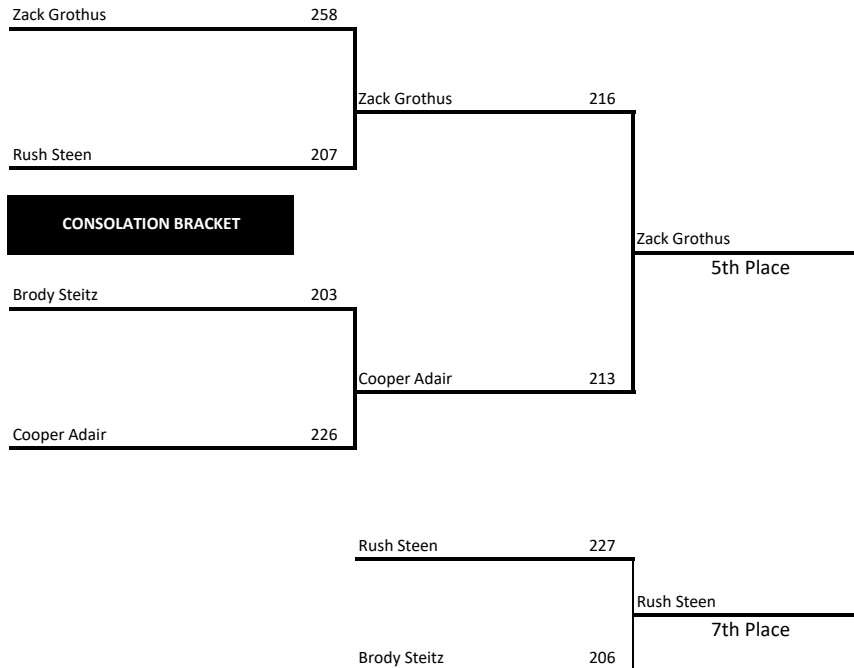 Zack Grothus 258
Zack Grothus 216
Rush Steen 207
CONSOLATION BRACKET
Zack Grothus
5th Place
Brody Steitz 203
Cooper Adair 213
Cooper Adair 226
Rush Steen 227
Rush Steen
7th Place
Brody Steitz 206